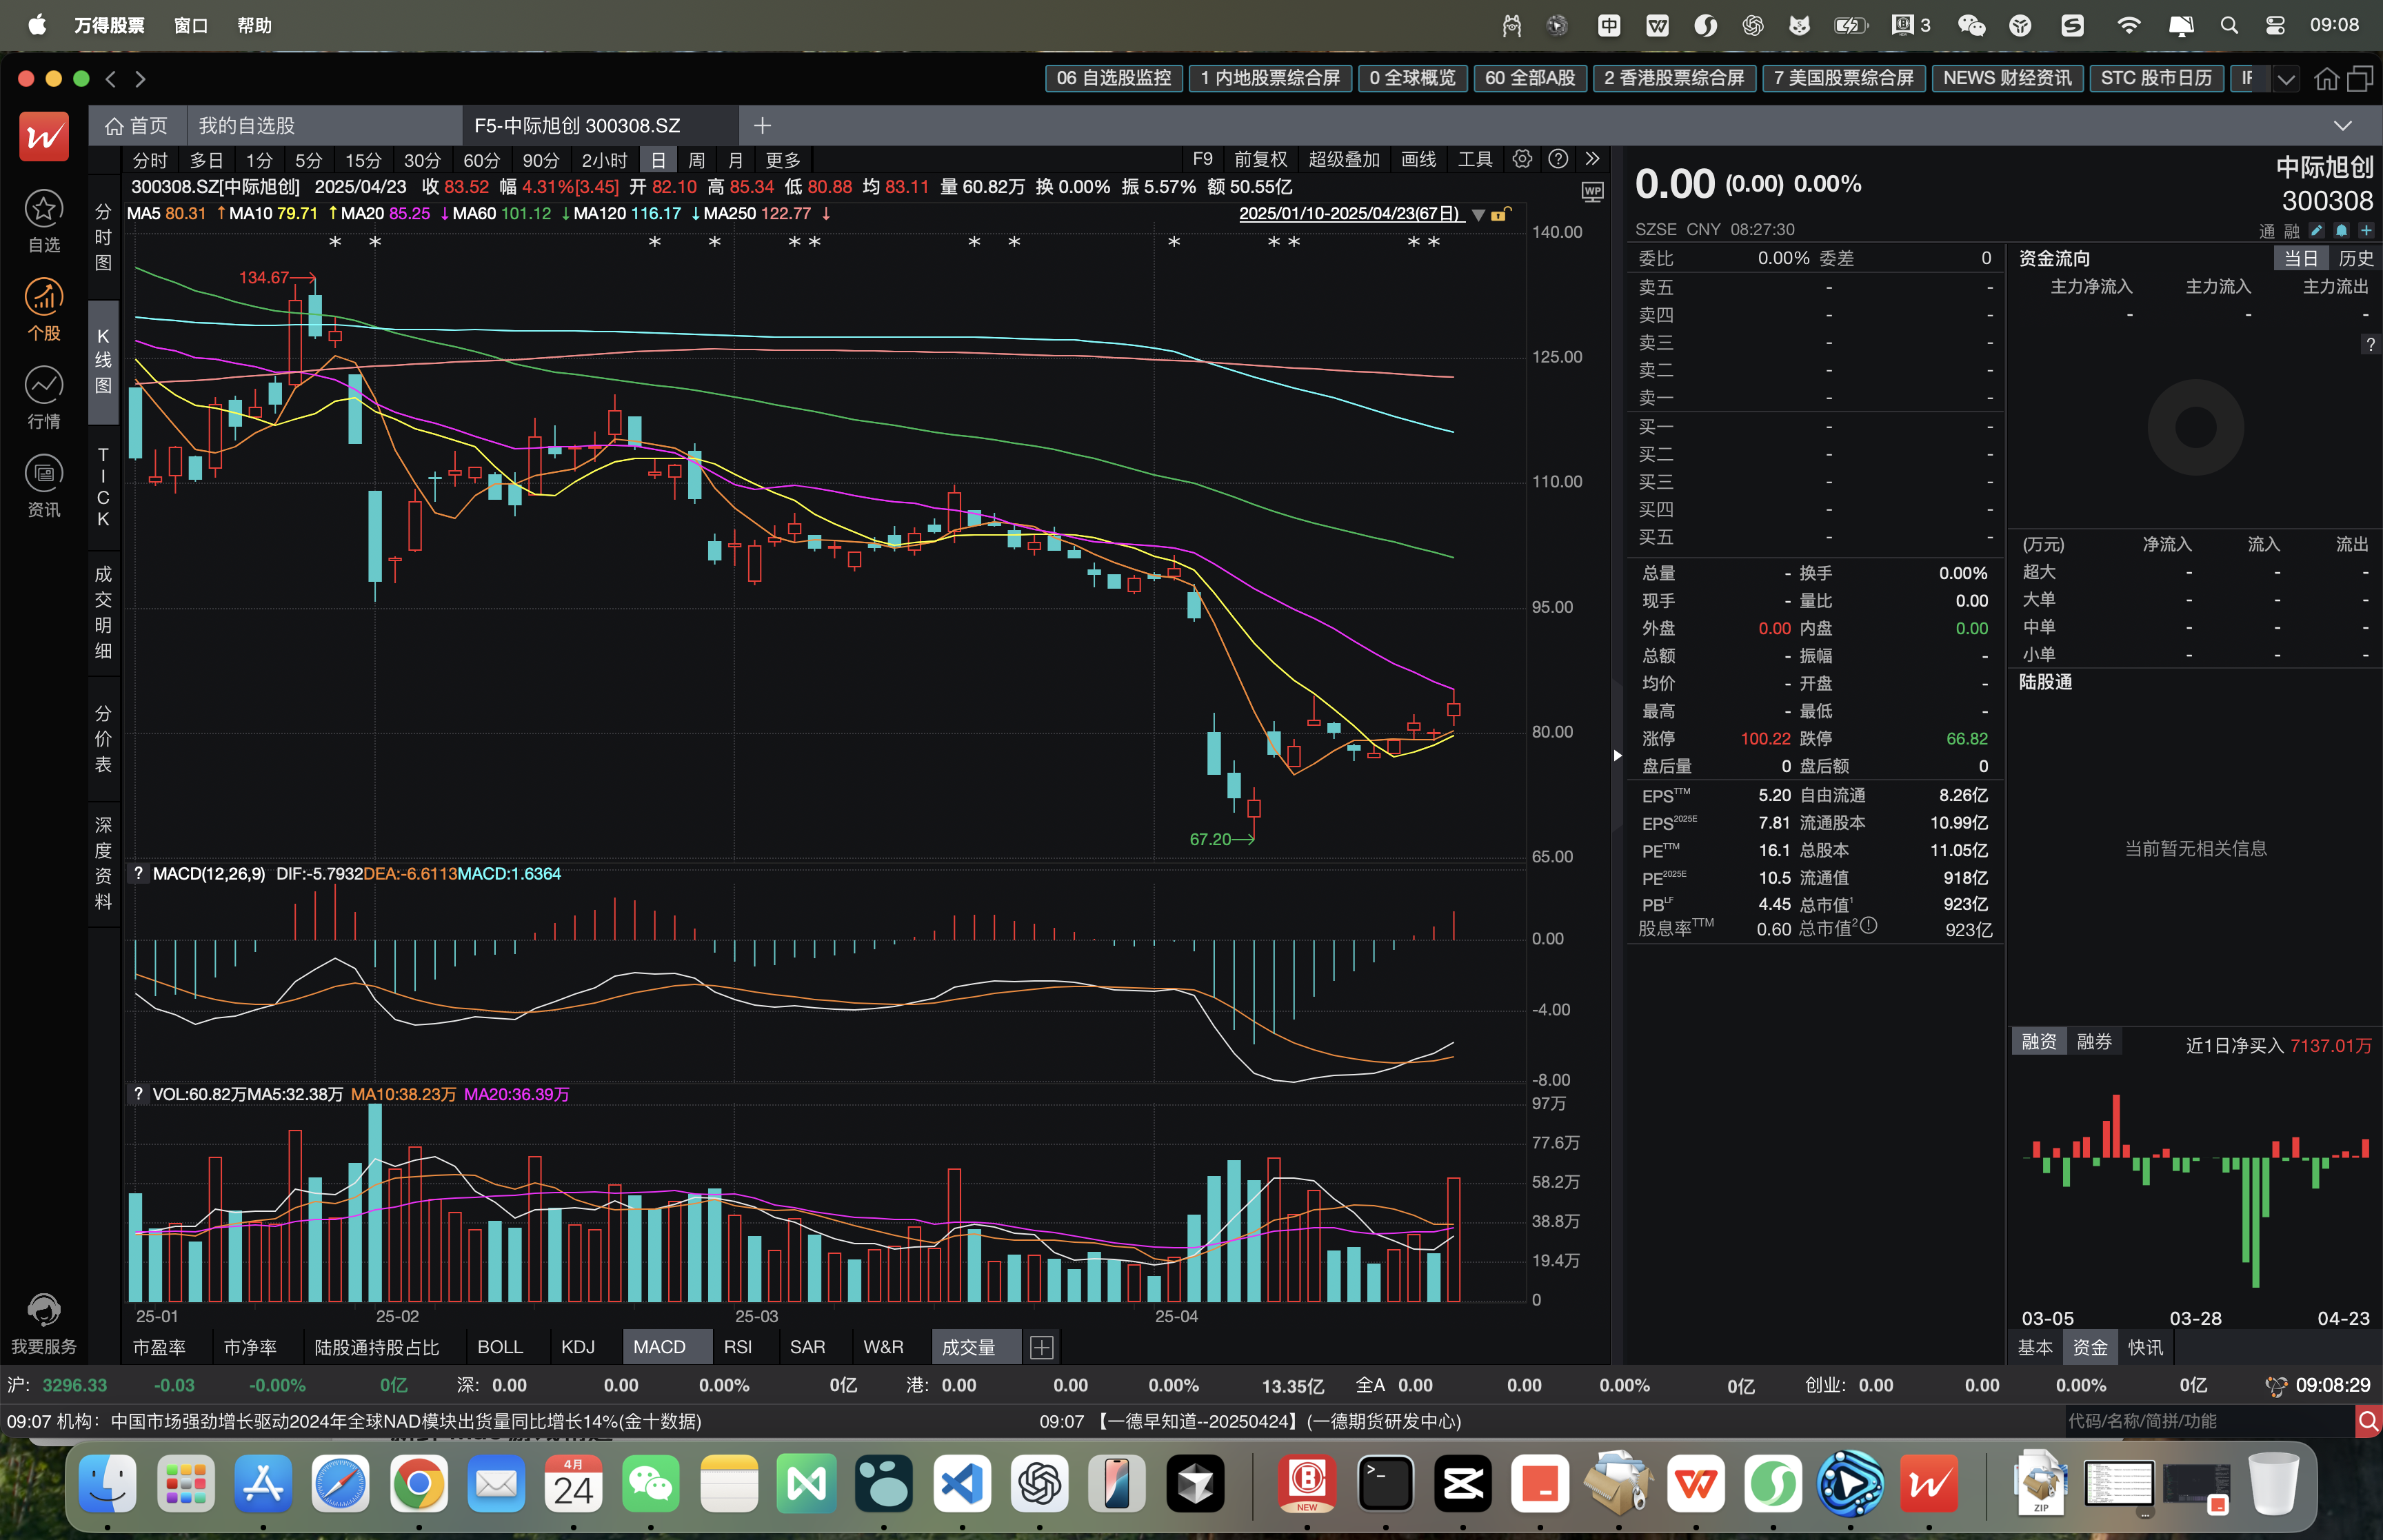 万得股票 窗口 帮助 中 3 09:08
06 自选股监控 1 内地股票综合屏 0 全球概览 60 全部A股 2 香港股票综合屏 7 美国股票综合屏 NEWS 财经资讯 STC 股市日历
首页 我的自选股 F5-中际旭创 300308.SZ
自选
个股
行情
资讯
我要服务
分时图
K线图
TICK
成交明细
分价表
深度资料
分时 多日 1分 5分 15分 30分 60分 90分 2小时 日 周 月 更多 F9 前复权 超级叠加 画线 工具
300308.SZ[中际旭创] 2025/04/23 收 83.52 幅 4.31%[3.45] 开 82.10 高 85.34 低 80.88 均 83.11 量 60.82万 换 0.00% 振 5.57% 额 50.55亿
MA5 80.31 ↑MA10 79.71 ↑MA20 85.25 ↓MA60 101.12 ↓MA120 116.17 ↓MA250 122.77 ↓
2025/01/10-2025/04/23(67日)
WP
140.00
134.67
125.00
110.00
95.00
80.00
67.20
65.00
? MACD(12,26,9) DIF:-5.7932DEA:-6.6113MACD:1.6364
0.00
-4.00
-8.00
? VOL:60.82万MA5:32.38万 MA10:38.23万 MA20:36.39万
97万
77.6万
58.2万
38.8万
19.4万
0
25-01 25-02 25-03 25-04
市盈率 市净率 陆股通持股占比 BOLL KDJ MACD RSI SAR W&R 成交量
0.00 (0.00) 0.00%
中际旭创
300308
SZSE CNY 08:27:30
通 融
委比 0.00% 委差 0
卖五 - -
卖四 - -
卖三 - -
卖二 - -
卖一 - -
买一 - -
买二 - -
买三 - -
买四 - -
买五 - -
总量 - 换手 0.00%
现手 - 量比 0.00
外盘 0.00 内盘 0.00
总额 - 振幅 -
均价 - 开盘 -
最高 - 最低 -
涨停 100.22 跌停 66.82
盘后量 0 盘后额 0
EPSTTM 5.20 自由流通 8.26亿
EPS2025E 7.81 流通股本 10.99亿
PETTM 16.1 总股本 11.05亿
PE2025E 10.5 流通值 918亿
PBLF 4.45 总市值1 923亿
股息率TTM 0.60 总市值2 923亿
资金流向 当日 历史
主力净流入 主力流入 主力流出
- - -
?
(万元) 净流入 流入 流出
超大 - - -
大单 - - -
中单 - - -
小单 - - -
陆股通
当前暂无相关信息
融资 融券 近1日净买入 7137.01万
03-05 03-28 04-23
基本 资金 快讯
沪: 3296.33 -0.03 -0.00% 0亿 深: 0.00 0.00 0.00% 0亿 港: 0.00 0.00 0.00% 13.35亿 全A 0.00 0.00 0.00% 0亿 创业: 0.00 0.00 0.00% 0亿 09:08:29
09:07 机构：中国市场强劲增长驱动2024年全球NAD模块出货量同比增长14%(金十数据) 09:07 【一德早知道--20250424】(一德期货研发中心) 代码/名称/简拼/功能
4月
24
NEW
ZIP